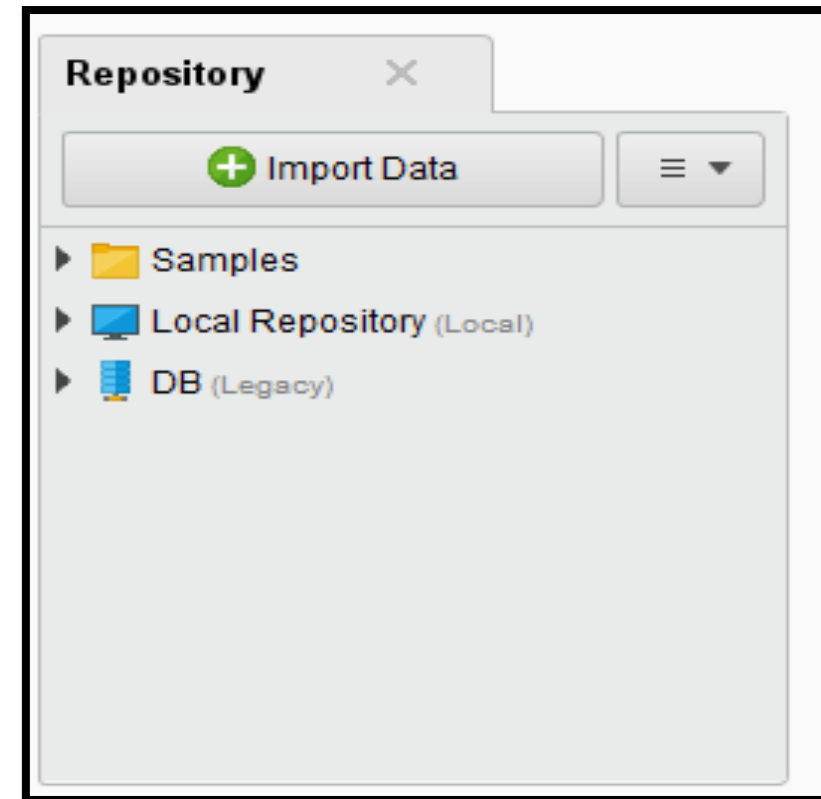 Repository
Import Data
Samples
Local Repository (Local)
DB (Legacy)